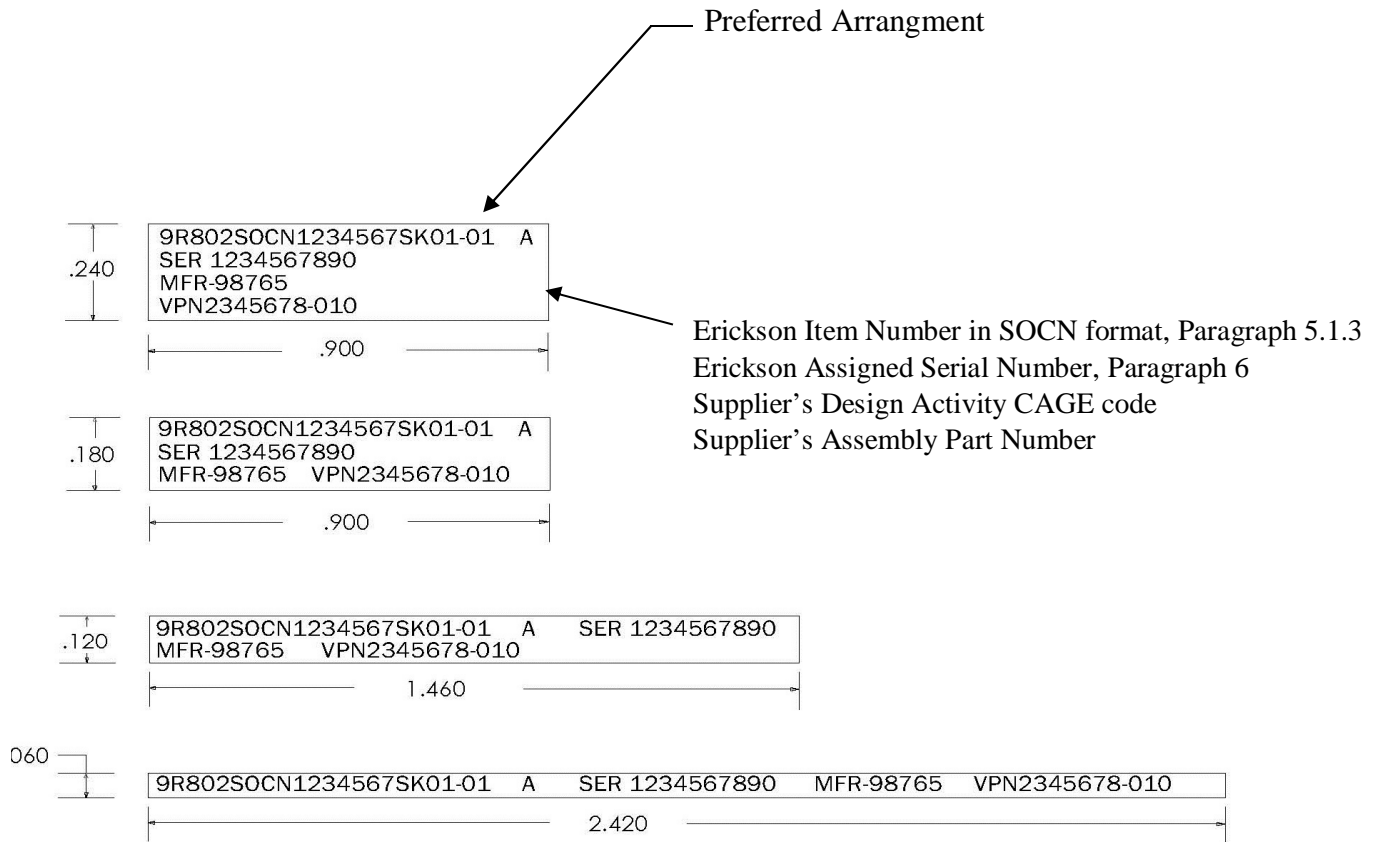 Preferred Arrangment
9R802SOCN1234567SK01-01 A
SER 1234567890
MFR-98765
VPN2345678-010
.240
.900
Erickson Item Number in SOCN format, Paragraph 5.1.3
Erickson Assigned Serial Number, Paragraph 6
Supplier’s Design Activity CAGE code
Supplier’s Assembly Part Number
9R802SOCN1234567SK01-01 A
SER 1234567890
MFR-98765 VPN2345678-010
.180
.900
9R802SOCN1234567SK01-01 A SER 1234567890
MFR-98765 VPN2345678-010
.120
1.460
060
9R802SOCN1234567SK01-01 A SER 1234567890 MFR-98765 VPN2345678-010
2.420